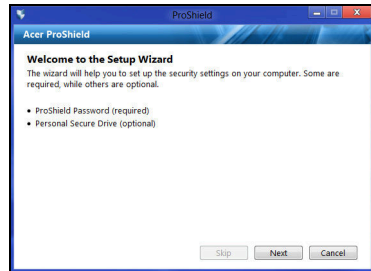 ProShield
Acer ProShield
Welcome to the Setup Wizard
The wizard will help you to set up the security settings on your computer. Some are
required, while others are optional.
• ProShield Password (required)
• Personal Secure Drive (optional)
Skip Next Cancel